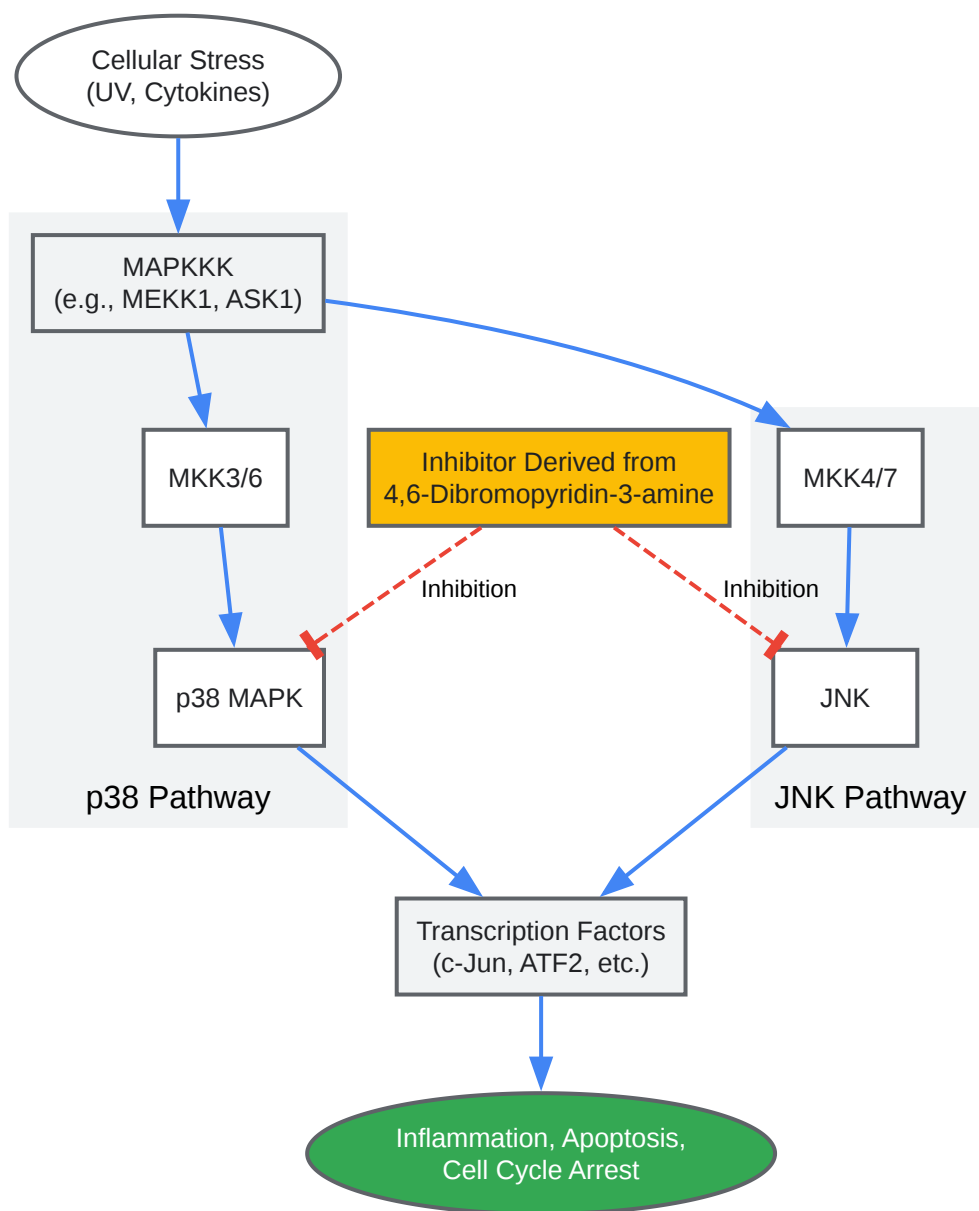 Cellular Stress
(UV, Cytokines)
MAPKKK
(e.g., MEKK1, ASK1)
MKK3/6
Inhibitor Derived from
4,6-Dibromopyridin-3-amine
MKK4/7
Inhibition
Inhibition
p38 MAPK
JNK
p38 Pathway
JNK Pathway
Transcription Factors
(c-Jun, ATF2, etc.)
Inflammation, Apoptosis,
Cell Cycle Arrest